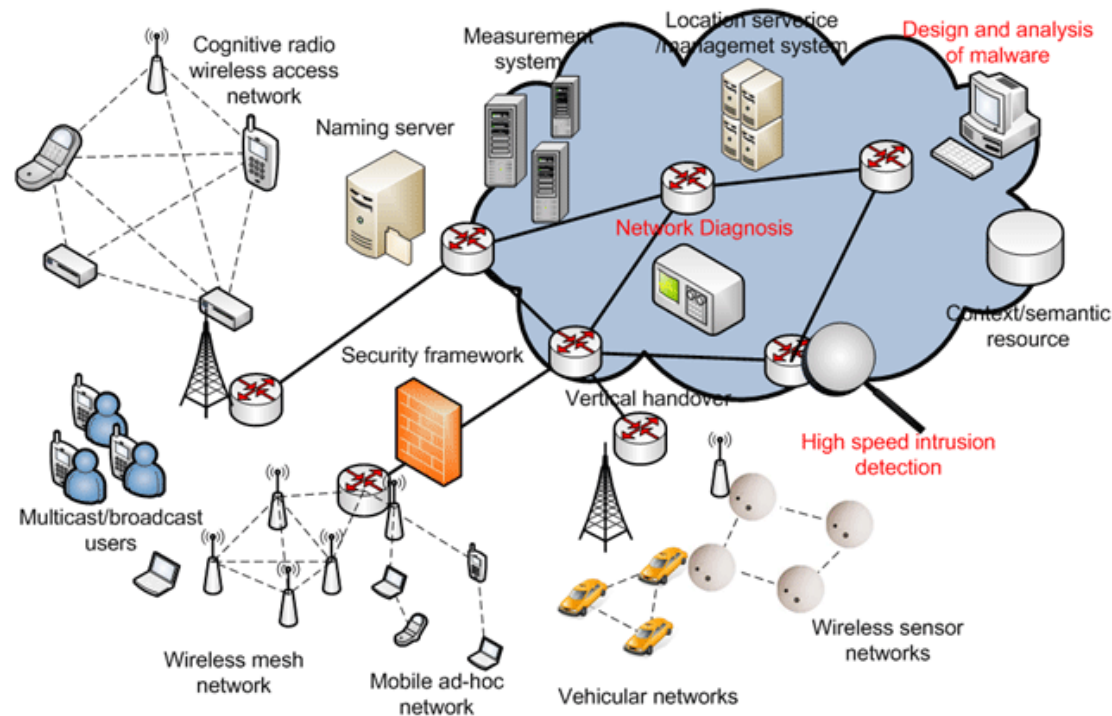 Cognitive radio
wireless access
network
Measurement
system
Location serverice
/managemet system
Design and analysis
of malware
Naming server
Network Diagnosis
Context/semantic
resource
Security framework
Vertical handover
High speed intrusion
detection
Multicast/broadcast
users
Wireless mesh
network
Mobile ad-hoc
network
Vehicular networks
Wireless sensor
networks